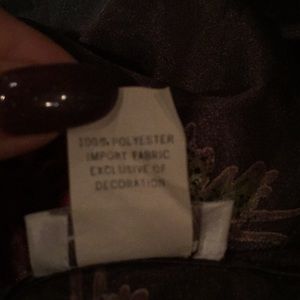 100% POLYESTER
IMPORT FABRIC
EXCLUSIVE OF
DECORATION